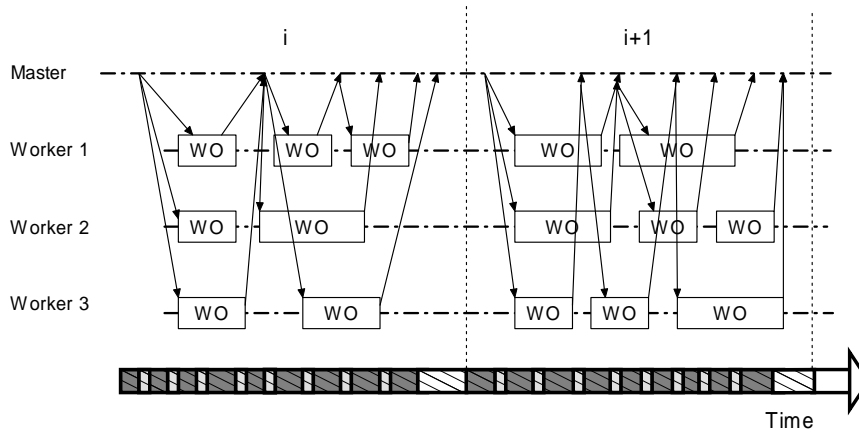 i i+1
Master
Worker 1 WO WO WO WO WO
Worker 2 WO WO WO WO WO
Worker 3 WO WO WO WO WO
Time